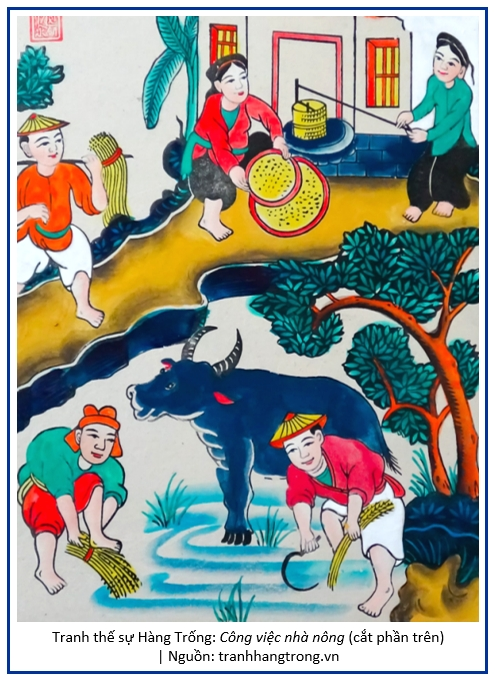 Tranh thế sự Hàng Trống: Công việc nhà nông (cắt phần trên)
| Nguồn: tranhhangtrong.vn